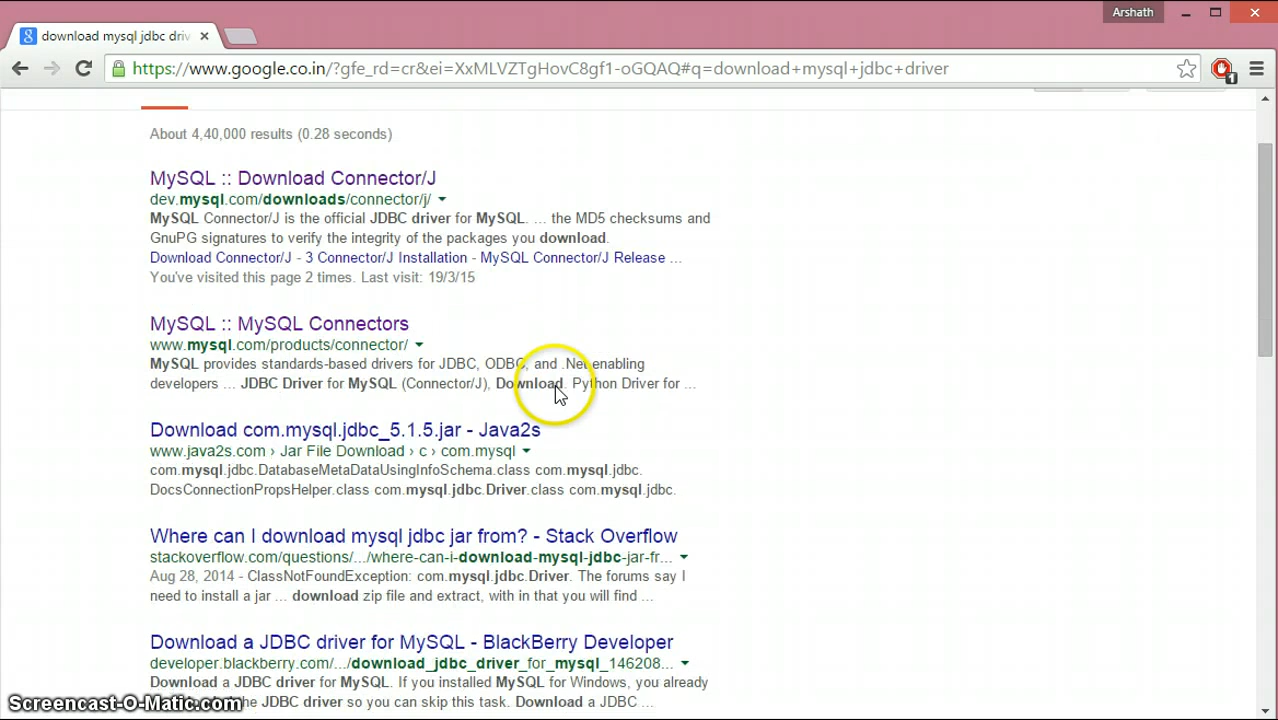 Arshath
download mysql jdbc driv
https://www.google.co.in/?gfe_rd=cr&ei=XxMLVZTgHovC8gf1-oGQAQ#q=download+mysql+jdbc+driver
1
About 4,40,000 results (0.28 seconds)
MySQL :: Download Connector/J
dev.mysql.com/downloads/connector/j/
MySQL Connector/J is the official JDBC driver for MySQL. ... the MD5 checksums and
GnuPG signatures to verify the integrity of the packages you download.
Download Connector/J - 3 Connector/J Installation - MySQL Connector/J Release ...
You've visited this page 2 times. Last visit: 19/3/15
MySQL :: MySQL Connectors
www.mysql.com/products/connector/
MySQL provides standards-based drivers for JDBC, ODBC, and .Net enabling
developers ... JDBC Driver for MySQL (Connector/J), Download. Python Driver for ...
Download com.mysql.jdbc_5.1.5.jar - Java2s
www.java2s.com › Jar File Download › c › com.mysql
com.mysql.jdbc.DatabaseMetaDataUsingInfoSchema.class com.mysql.jdbc.
DocsConnectionPropsHelper.class com.mysql.jdbc.Driver.class com.mysql.jdbc.
Where can I download mysql jdbc jar from? - Stack Overflow
stackoverflow.com/questions/.../where-can-i-download-mysql-jdbc-jar-fr...
Aug 28, 2014 - ClassNotFoundException: com.mysql.jdbc.Driver. The forums say I
need to install a jar ... download zip file and extract, with in that you will find ...
Download a JDBC driver for MySQL - BlackBerry Developer
developer.blackberry.com/.../download_jdbc_driver_for_mysql_146208...
Download a JDBC driver for MySQL. If you installed MySQL for Windows, you already
the JDBC driver so you can skip this task. Download a JDBC ...
Screencast-O-Matic.com